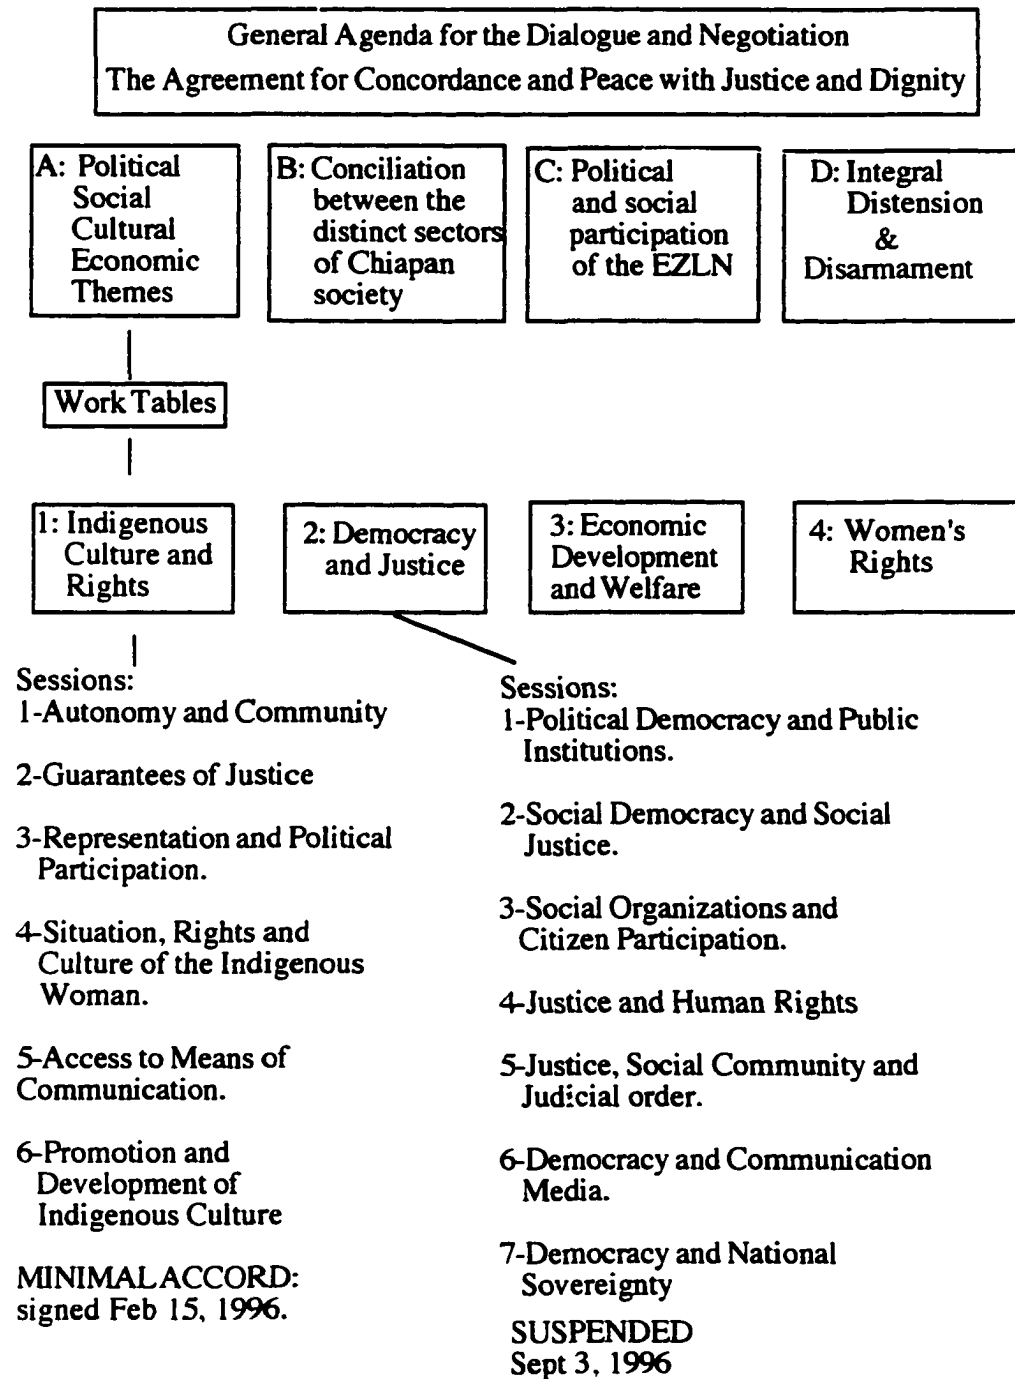 General Agenda for the Dialogue and Negotiation
The Agreement for Concordance and Peace with Justice and Dignity
A: Political
Social
Cultural
Economic
Themes
B: Conciliation
between the
distinct sectors
of Chiapan
society
C: Political
and social
participation
of the EZLN
D: Integral
Distension
&
Disarmament
Work Tables
1: Indigenous
Culture and
Rights
2: Democracy
and Justice
3: Economic
Development
and Welfare
4: Women's
Rights
Sessions:
1-Autonomy and Community
2-Guarantees of Justice
3-Representation and Political
Participation.
4-Situation, Rights and
Culture of the Indigenous
Woman.
5-Access to Means of
Communication.
6-Promotion and
Development of
Indigenous Culture
MINIMAL ACCORD:
signed Feb 15, 1996.
Sessions:
1-Political Democracy and Public
Institutions.
2-Social Democracy and Social
Justice.
3-Social Organizations and
Citizen Participation.
4-Justice and Human Rights
5-Justice, Social Community and
Judicial order.
6-Democracy and Communication
Media.
7-Democracy and National
Sovereignty
SUSPENDED
Sept 3, 1996